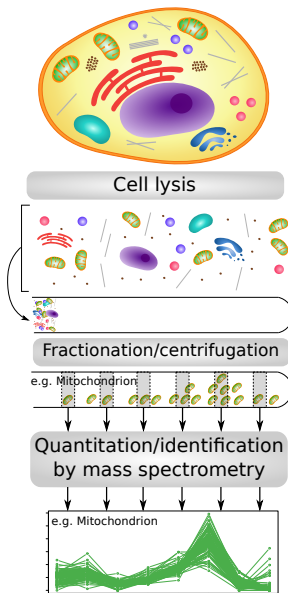 Cell lysis
Fractionation/centrifugation
e.g. Mitochondrion
Quantitation/identification
by mass spectrometry
e.g. Mitochondrion